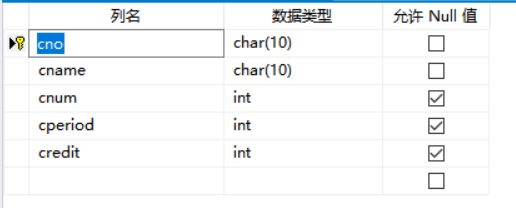 列名 数据类型 允许 Null 值
cno char(10)
cname char(10)
cnum int
cperiod int
credit int